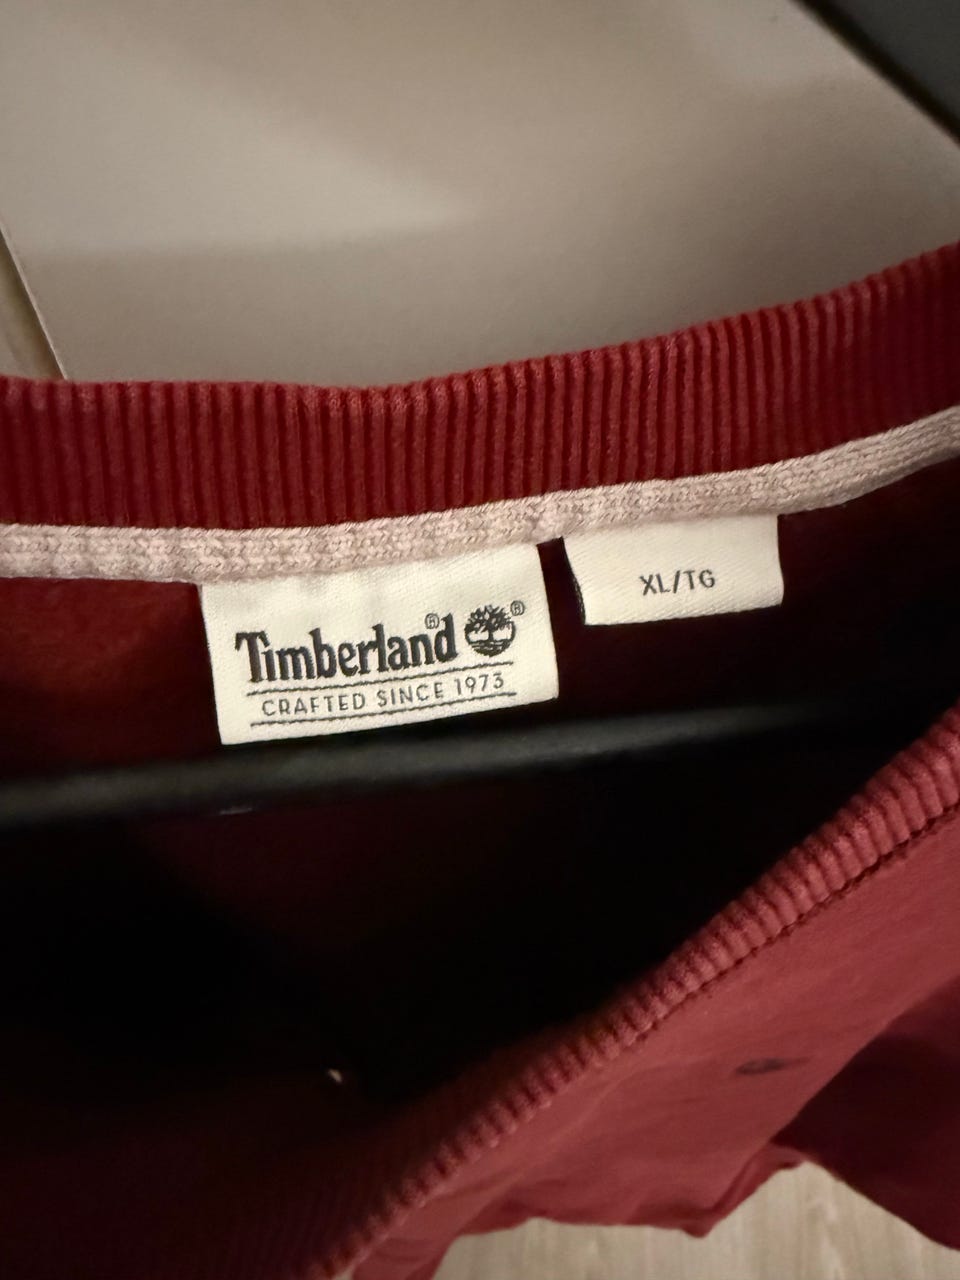 Timberland® ®
CRAFTED SINCE 1973
XL/TG